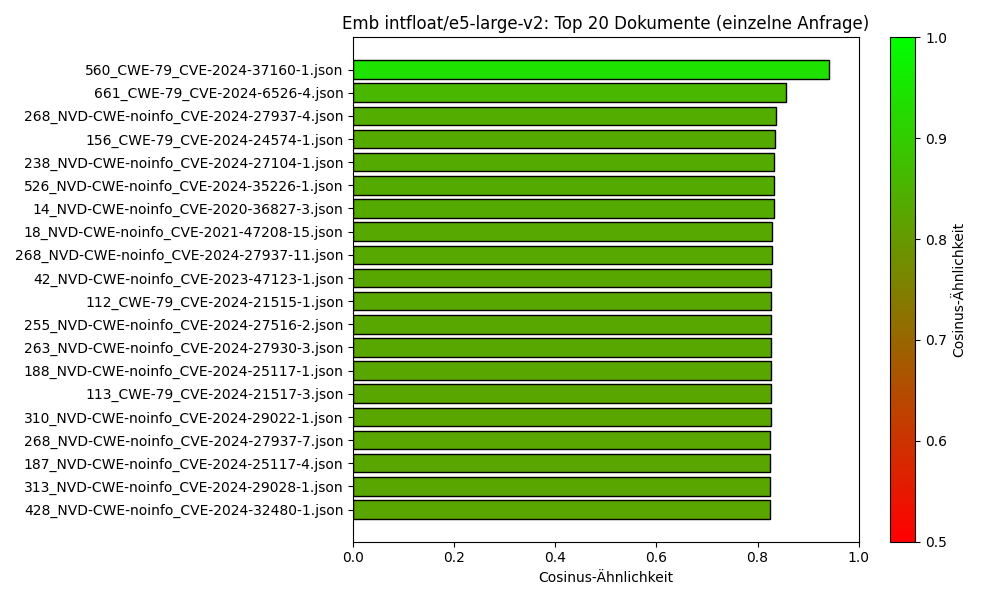 Emb intfloat/e5-large-v2: Top 20 Dokumente (einzelne Anfrage)
560_CWE-79_CVE-2024-37160-1.json
661_CWE-79_CVE-2024-6526-4.json
268_NVD-CWE-noinfo_CVE-2024-27937-4.json
156_CWE-79_CVE-2024-24574-1.json
238_NVD-CWE-noinfo_CVE-2024-27104-1.json
526_NVD-CWE-noinfo_CVE-2024-35226-1.json
14_NVD-CWE-noinfo_CVE-2020-36827-3.json
18_NVD-CWE-noinfo_CVE-2021-47208-15.json
268_NVD-CWE-noinfo_CVE-2024-27937-11.json
42_NVD-CWE-noinfo_CVE-2023-47123-1.json
112_CWE-79_CVE-2024-21515-1.json
255_NVD-CWE-noinfo_CVE-2024-27516-2.json
263_NVD-CWE-noinfo_CVE-2024-27930-3.json
188_NVD-CWE-noinfo_CVE-2024-25117-1.json
113_CWE-79_CVE-2024-21517-3.json
310_NVD-CWE-noinfo_CVE-2024-29022-1.json
268_NVD-CWE-noinfo_CVE-2024-27937-7.json
187_NVD-CWE-noinfo_CVE-2024-25117-4.json
313_NVD-CWE-noinfo_CVE-2024-29028-1.json
428_NVD-CWE-noinfo_CVE-2024-32480-1.json
0.0 0.2 0.4 0.6 0.8 1.0
Cosinus-Ähnlichkeit
1.0
0.9
0.8
0.7
0.6
0.5
Cosinus-Ähnlichkeit